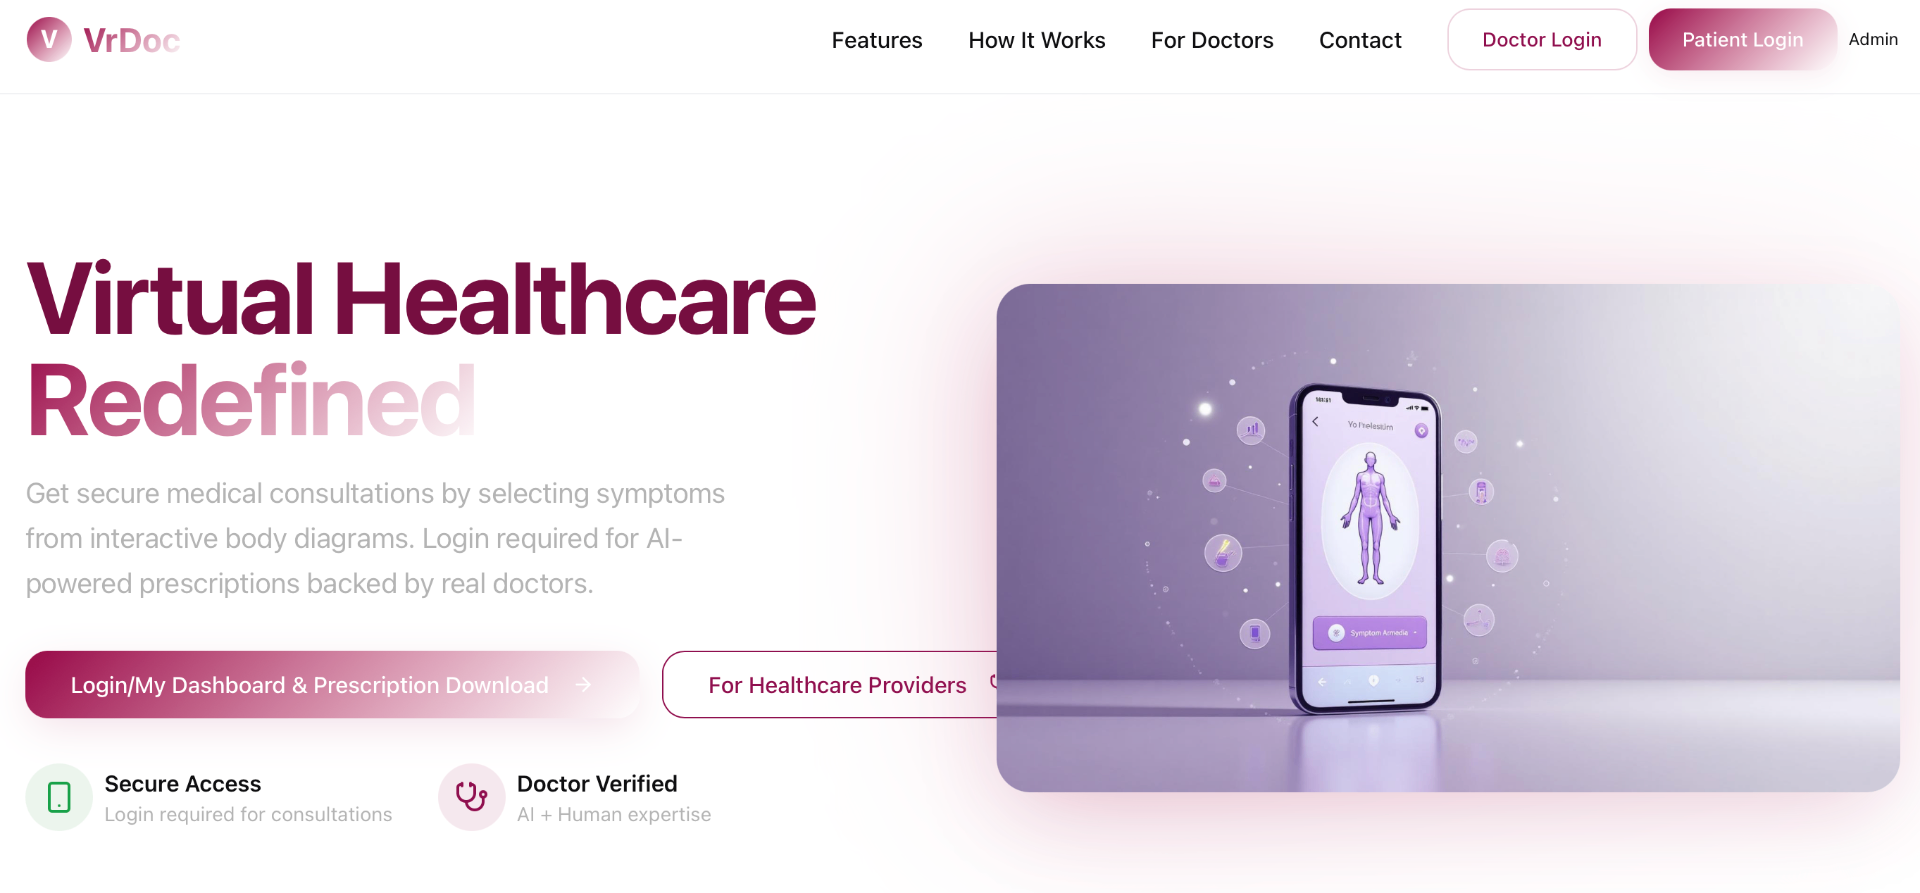 V VrDoc
Features How It Works For Doctors Contact Doctor Login Patient Login Admin
Virtual Healthcare
Redefined
Get secure medical consultations by selecting symptoms
from interactive body diagrams. Login required for AI-
powered prescriptions backed by real doctors.
Login/My Dashboard & Prescription Download
For Healthcare Providers
Secure Access
Login required for consultations
Doctor Verified
AI + Human expertise
Symptom